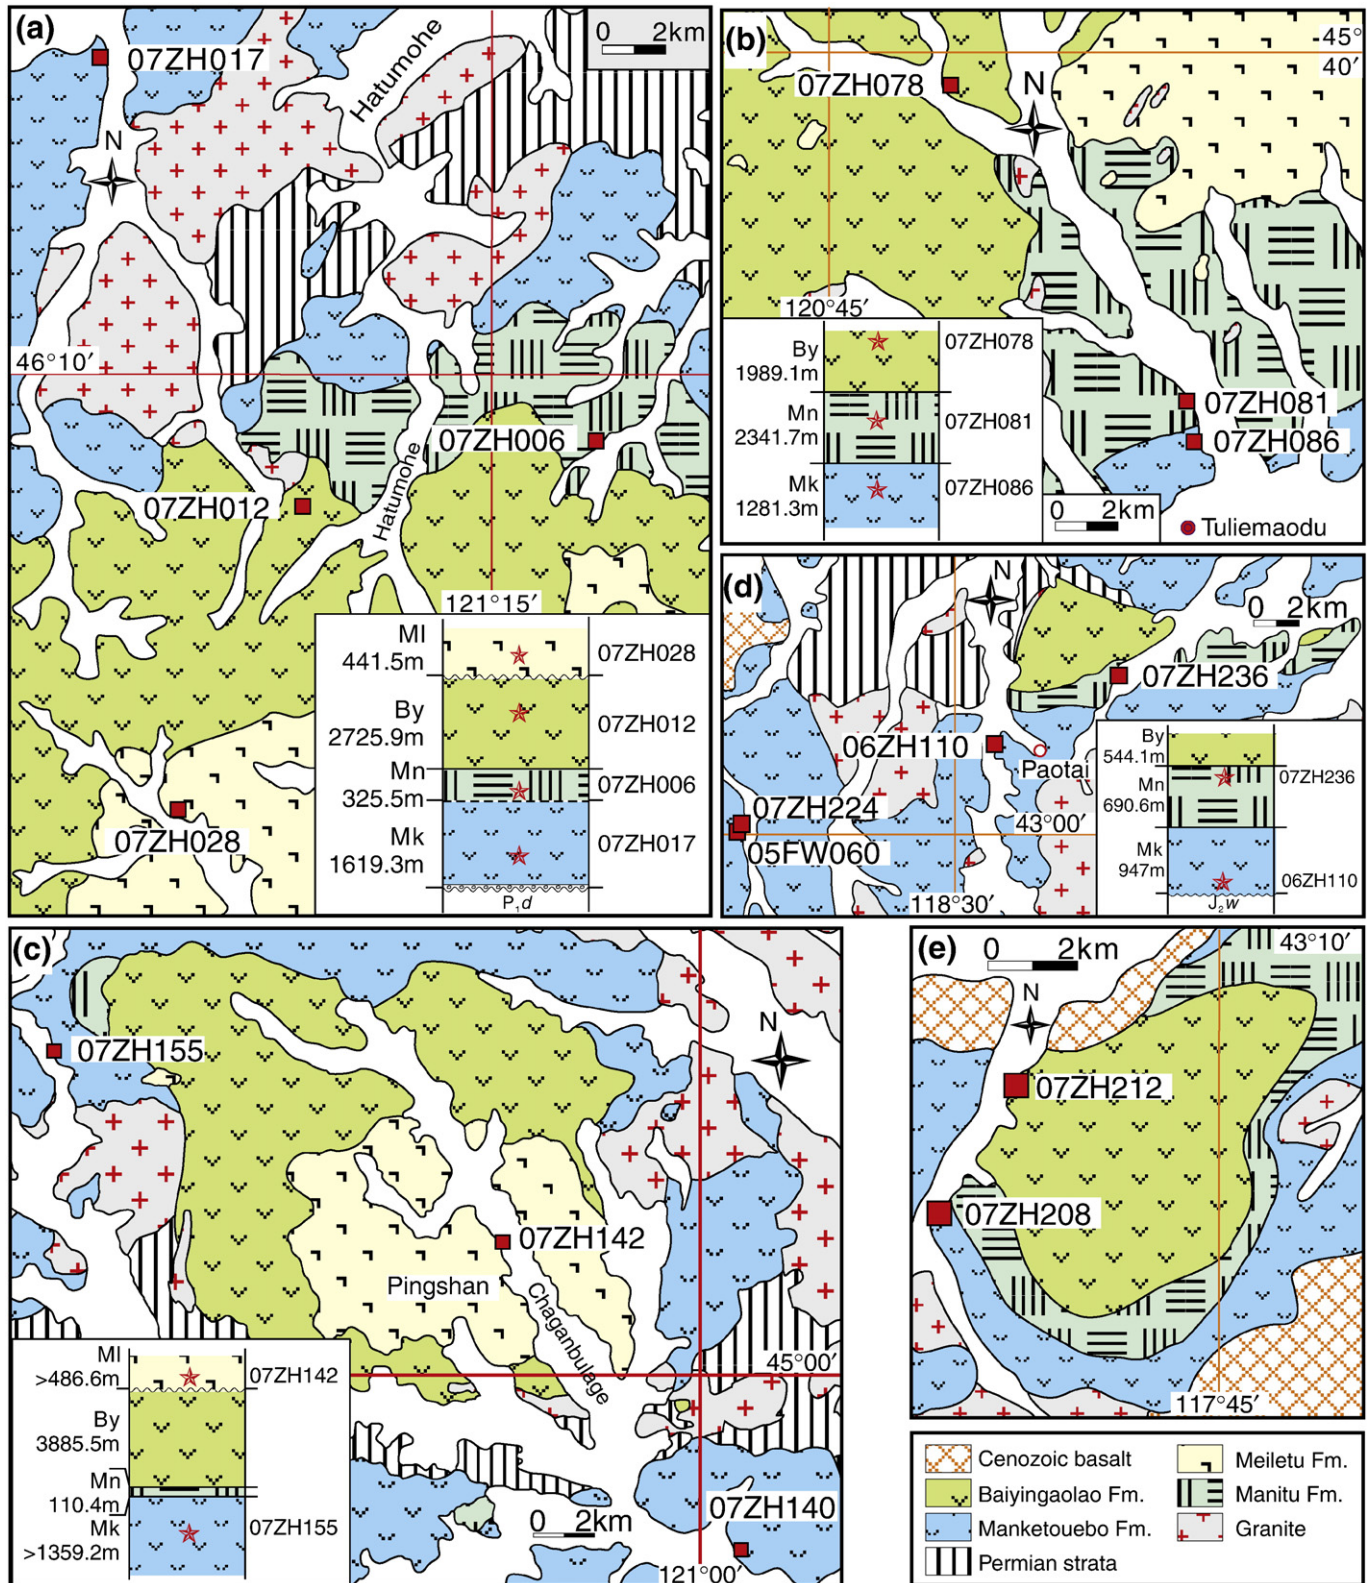 (a)
07ZH017
Hatumohe
0 2km
N
46°10′
07ZH006
07ZH012
Hatumohe
121°15′
07ZH028
Ml
441.5m
07ZH028
By
2725.9m
07ZH012
Mn
325.5m
07ZH006
Mk
1619.3m
07ZH017
P₁d
(b)
45°
40′
07ZH078
N
120°45′
By
1989.1m
07ZH078
Mn
2341.7m
07ZH081
Mk
1281.3m
07ZH086
07ZH081
07ZH086
0 2km
Tuliemaodu
(d)
N
0 2km
07ZH236
06ZH110
Paotai
07ZH224
05FW060
43°00′
118°30′
By
544.1m
07ZH236
Mn
690.6m
Mk
947m
06ZH110
J₂w
(c)
07ZH155
N
07ZH142
Pingshan
Chaganbulage
45°00′
Ml
>486.6m
07ZH142
By
3885.5m
Mn
110.4m
Mk
>1359.2m
07ZH155
0 2km
07ZH140
121°00′
(e)
0 2km
43°10′
N
07ZH212
07ZH208
117°45′
Cenozoic basalt
Meiletu Fm.
Baiyingaolao Fm.
Manitu Fm.
Manketouebo Fm.
Granite
Permian strata